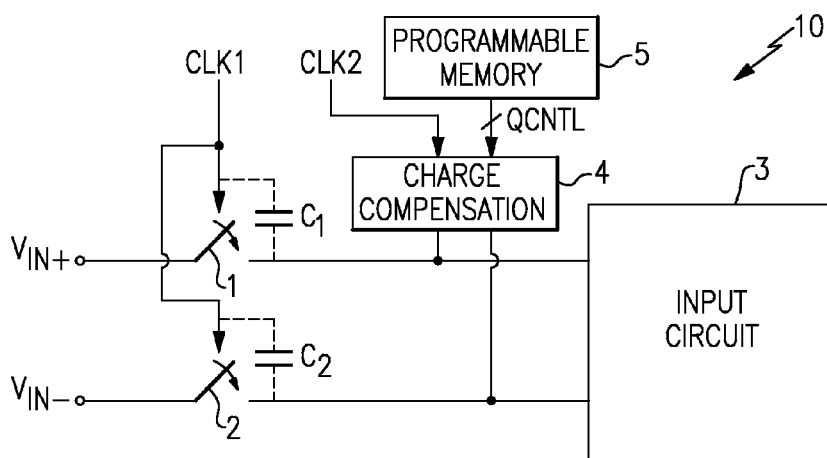 PROGRAMMABLE
MEMORY
5
10
CLK1
CLK2
QCNTL
CHARGE
COMPENSATION
4
3
C1
VIN+
1
INPUT
CIRCUIT
C2
VIN-
2